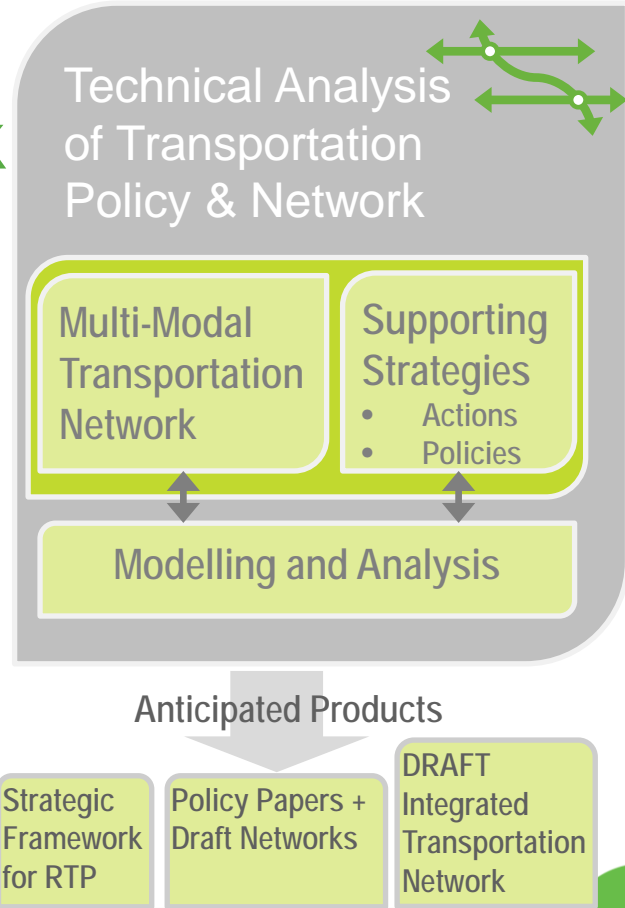 Technical Analysis
of Transportation
Policy & Network
Multi-Modal
Transportation
Network
Supporting
Strategies
• Actions
• Policies
Modelling and Analysis
Anticipated Products
Strategic
Framework
for RTP
Policy Papers +
Draft Networks
DRAFT
Integrated
Transportation
Network